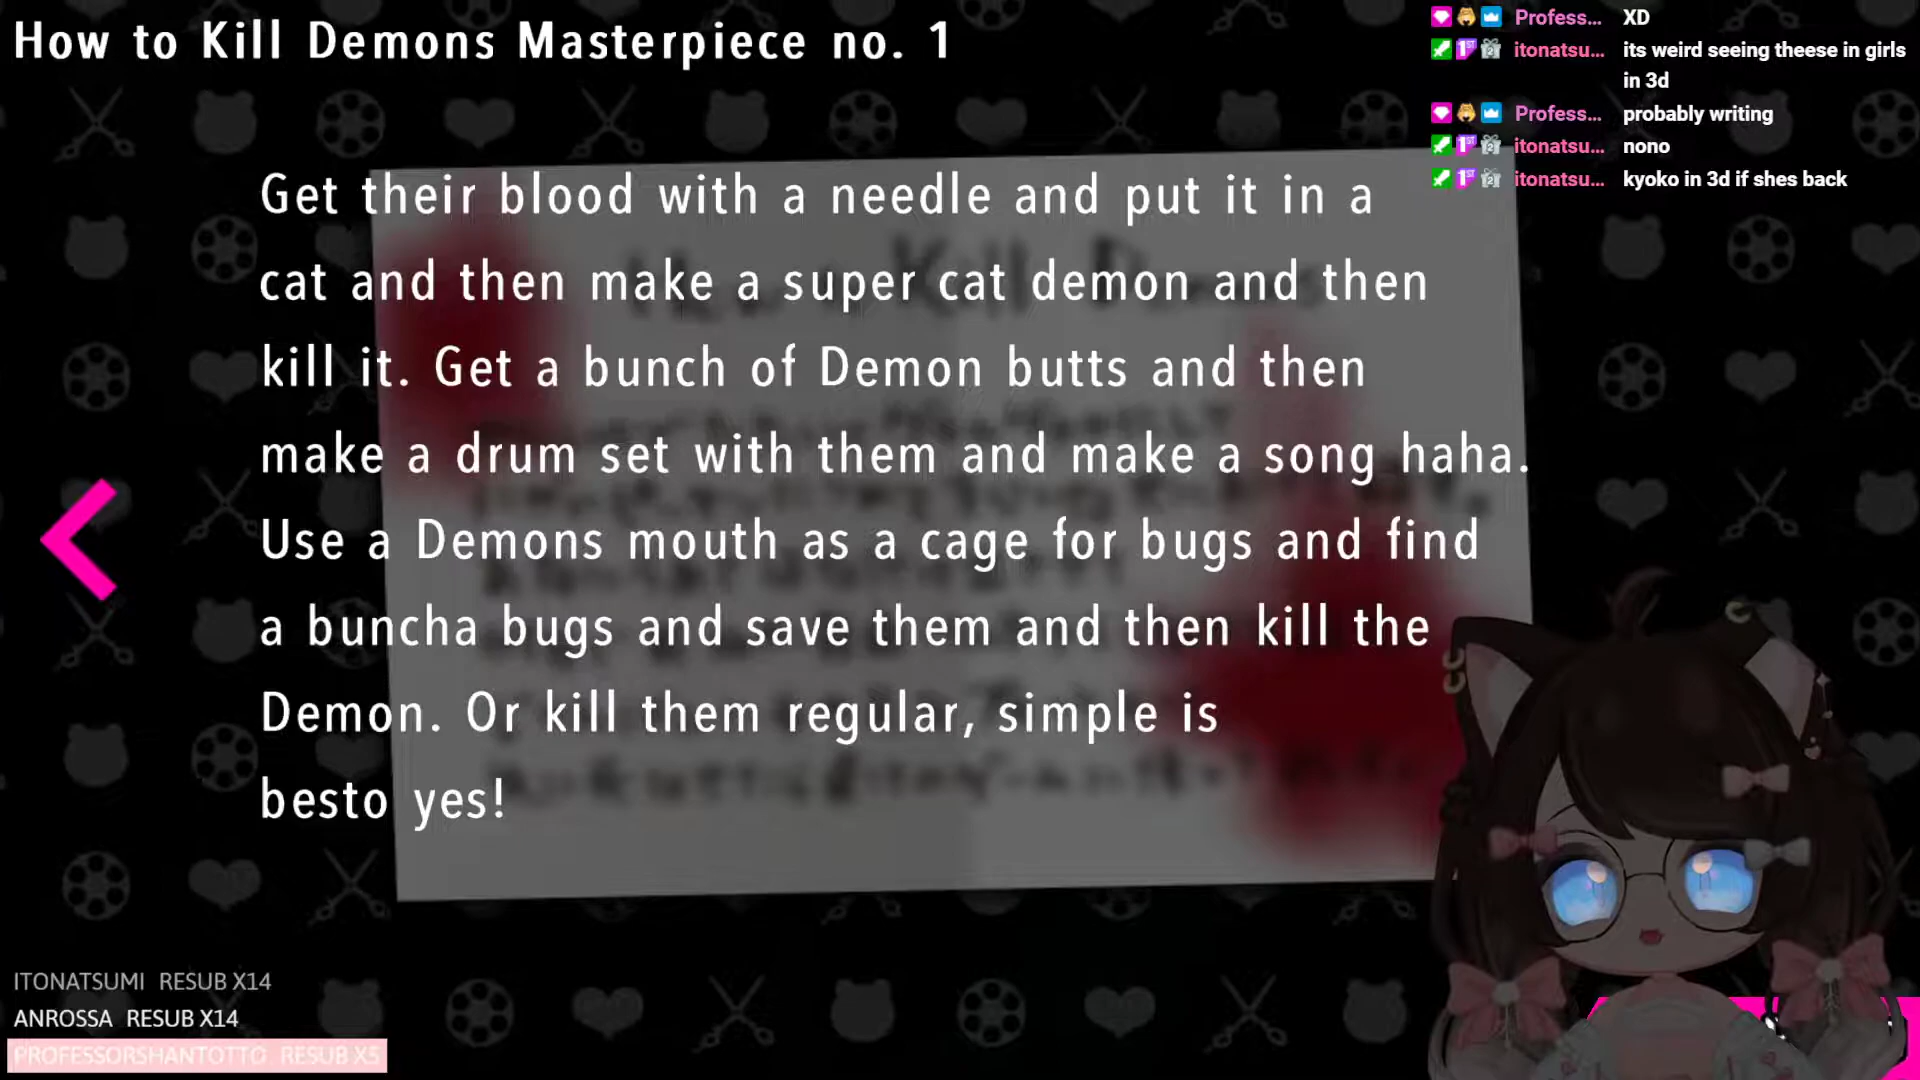 How to Kill Demons Masterpiece no. 1
Get their blood with a needle and put it in a
cat and then make a super cat demon and then
kill it. Get a bunch of Demon butts and then
make a drum set with them and make a song haha.
Use a Demons mouth as a cage for bugs and find
a buncha bugs and save them and then kill the
Demon. Or kill them regular, simple is
besto yes!
Profess... XD
itonatsu... its weird seeing theese in girls
in 3d
Profess... probably writing
itonatsu... nono
itonatsu... kyoko in 3d if shes back
ITONATSUMI RESUB X14
ANROSSA RESUB X14
PROFESSORSHANTOTTO RESUB X5